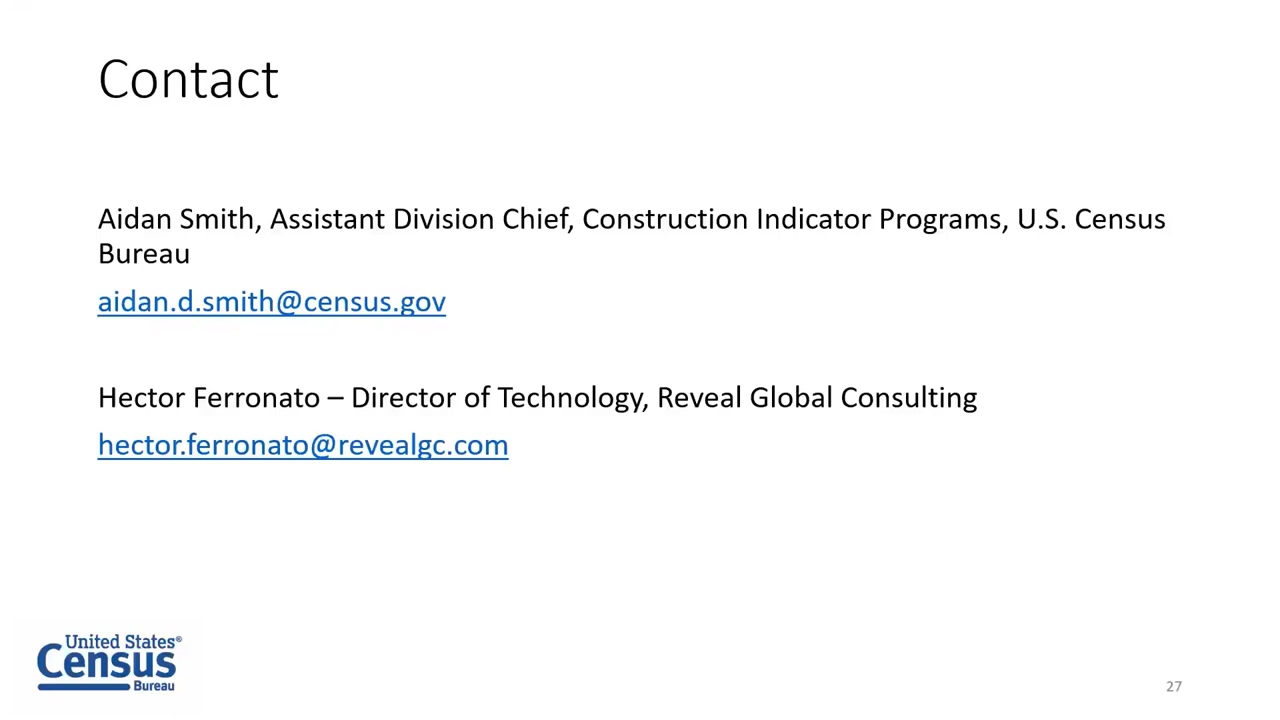 Contact
Aidan Smith, Assistant Division Chief, Construction Indicator Programs, U.S. Census
Bureau
aidan.d.smith@census.gov
Hector Ferronato – Director of Technology, Reveal Global Consulting
hector.ferronato@revealgc.com
United States®
Census
Bureau
27